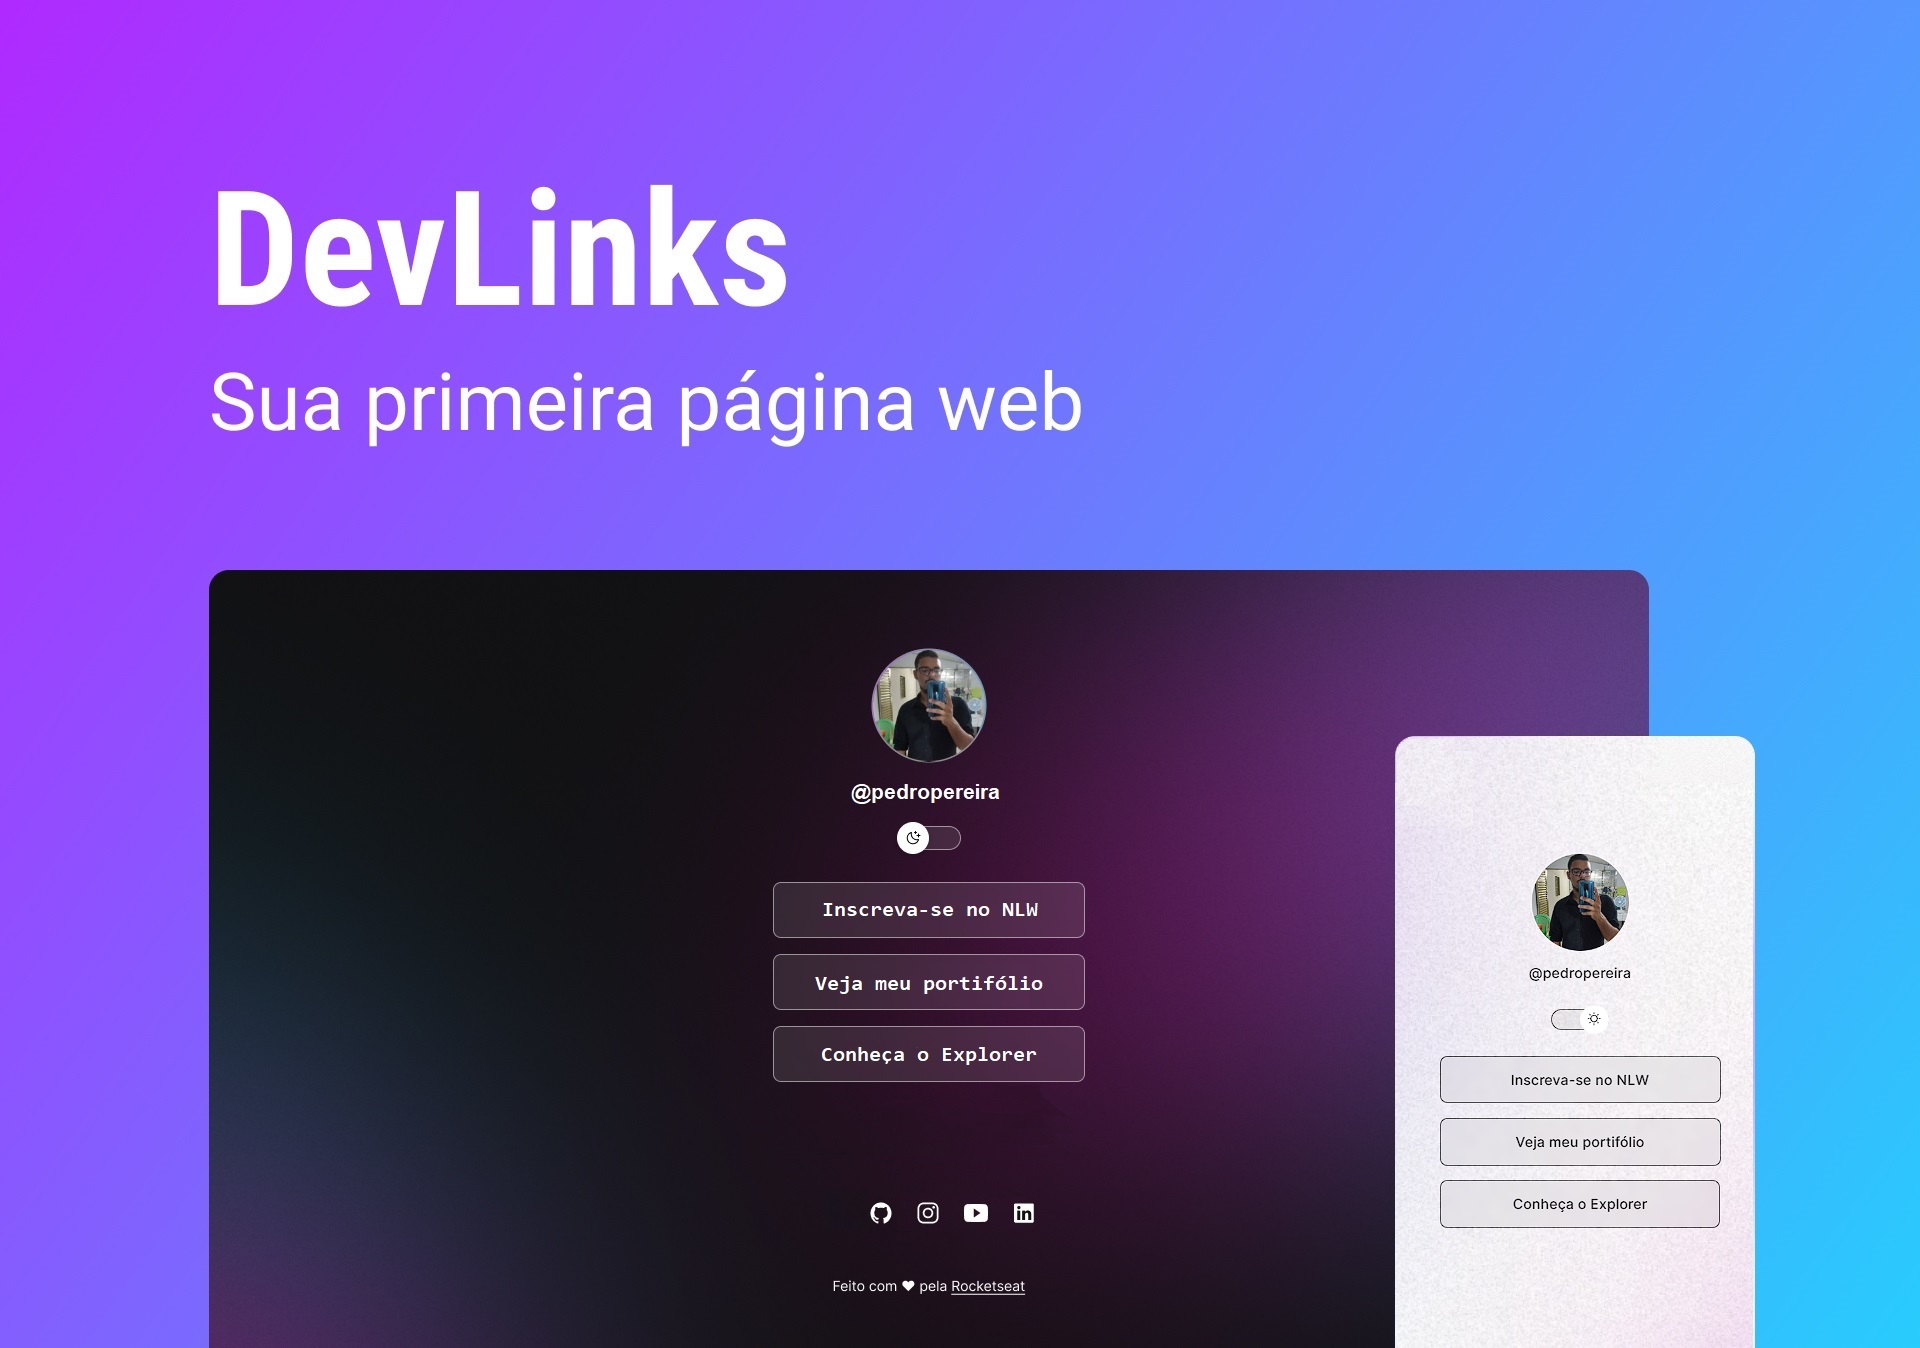 DevLinks
Sua primeira página web
@pedropereira
Inscreva-se no NLW
Veja meu portifólio
Conheça o Explorer
Feito com ♥ pela Rocketseat
@pedropereira
Inscreva-se no NLW
Veja meu portifólio
Conheça o Explorer